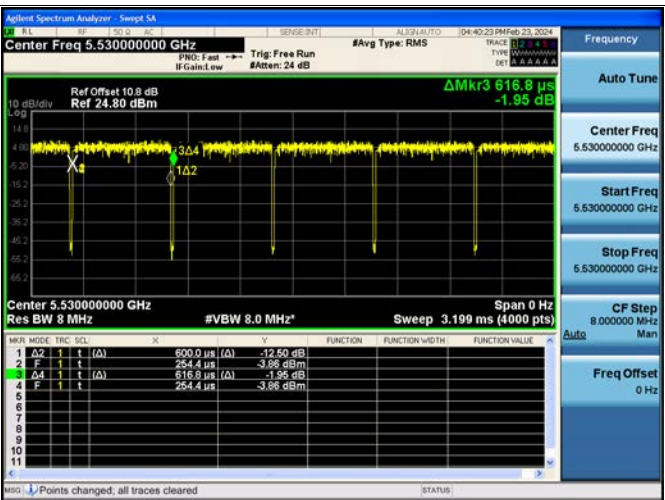 Agilent Spectrum Analyzer - Swept SA
RL RF 50 Ω AC SENSE:INT ALIGNAUTO 04:40:23 PMFeb 23, 2024
Center Freq 5.530000000 GHz
#Avg Type: RMS
TRACE 1 2 3 4 5 6
PNO: Fast
Trig: Free Run
TYPE
IFGain:Low
#Atten: 24 dB
DET A A A A A A
ΔMkr3 616.8 µs
-1.95 dB
Ref Offset 10.8 dB
10 dB/div Ref 24.80 dBm
Log
14.8
4.80
-5.20
-15.2
-25.2
-35.2
-45.2
-55.2
-65.2
3Δ4
1Δ2
Center 5.530000000 GHz
Span 0 Hz
Res BW 8 MHz
#VBW 8.0 MHz*
Sweep 3.199 ms (4000 pts)
MKR MODE TRC SCL X Y FUNCTION FUNCTION WIDTH FUNCTION VALUE
1 Δ2 1 t (Δ) 600.0 µs (Δ) -12.50 dB
2 F 1 t 254.4 µs -3.86 dBm
3 Δ4 1 t (Δ) 616.8 µs (Δ) -1.95 dB
4 F 1 t 254.4 µs -3.86 dBm
5
6
7
8
9
10
11
MSG Points changed; all traces cleared
STATUS
Frequency
Auto Tune
Center Freq
5.530000000 GHz
Start Freq
5.530000000 GHz
Stop Freq
5.530000000 GHz
CF Step
8.000000 MHz
Auto Man
Freq Offset
0 Hz